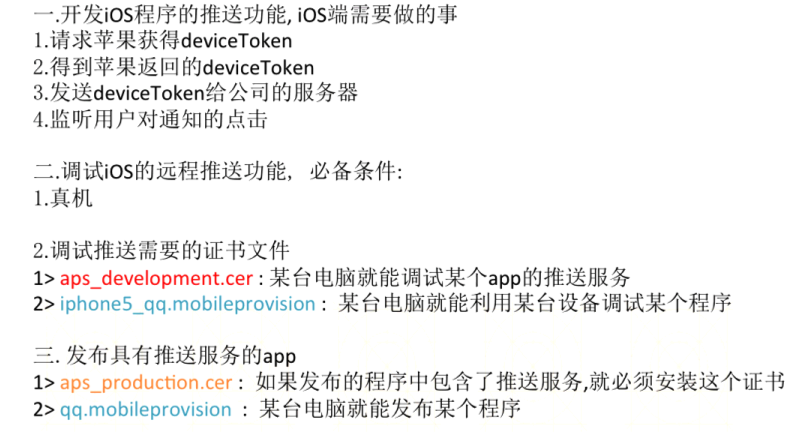 一.开发iOS程序的推送功能, iOS端需要做的事
1.请求苹果获得deviceToken
2.得到苹果返回的deviceToken
3.发送deviceToken给公司的服务器
4.监听用户对通知的点击
二.调试iOS的远程推送功能, 必备条件:
1.真机
2.调试推送需要的证书文件
1> aps_development.cer : 某台电脑就能调试某个app的推送服务
2> iphone5_qq.mobileprovision : 某台电脑就能利用某台设备调试某个程序
三. 发布具有推送服务的app
1> aps_production.cer : 如果发布的程序中包含了推送服务,就必须安装这个证书
2> qq.mobileprovision : 某台电脑就能发布某个程序